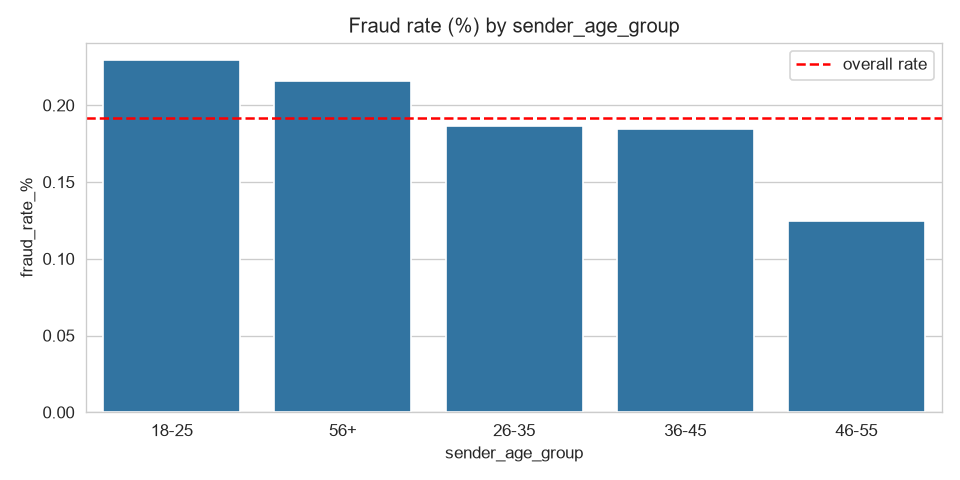 Fraud rate (%) by sender_age_group
overall rate
fraud_rate_%
0.20
0.15
0.10
0.05
0.00
18-25
56+
26-35
36-45
46-55
sender_age_group